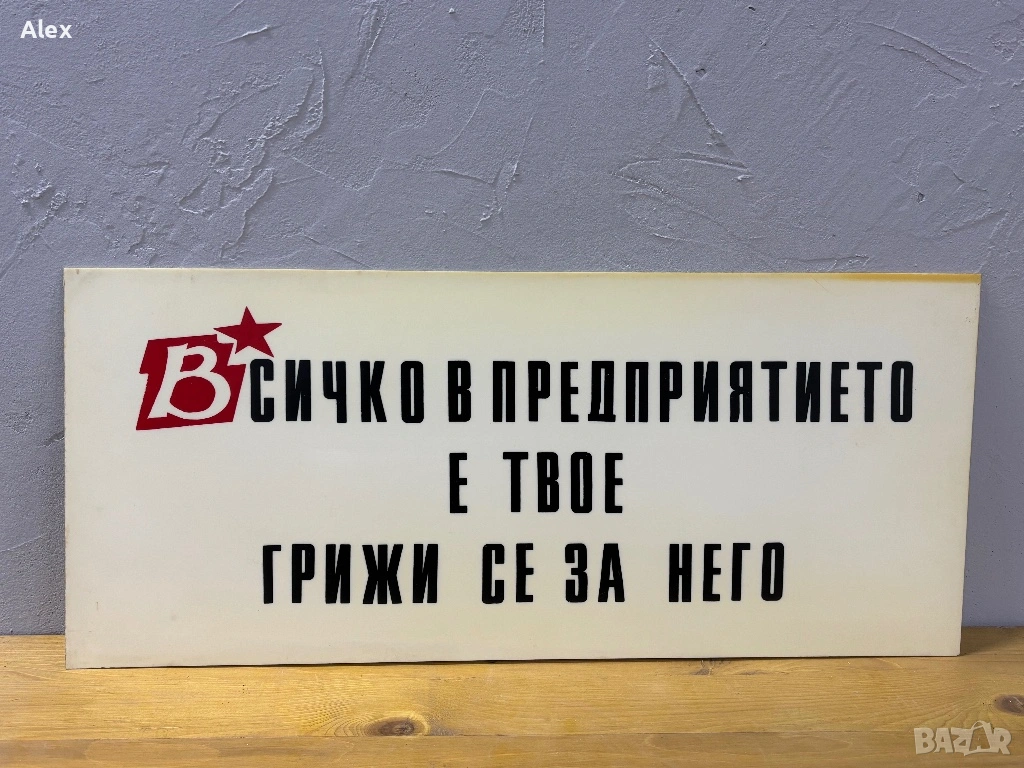 Alex
ВСИЧКО В ПРЕДПРИЯТИЕТО
Е ТВОЕ
ГРИЖИ СЕ ЗА НЕГО
BAZAR